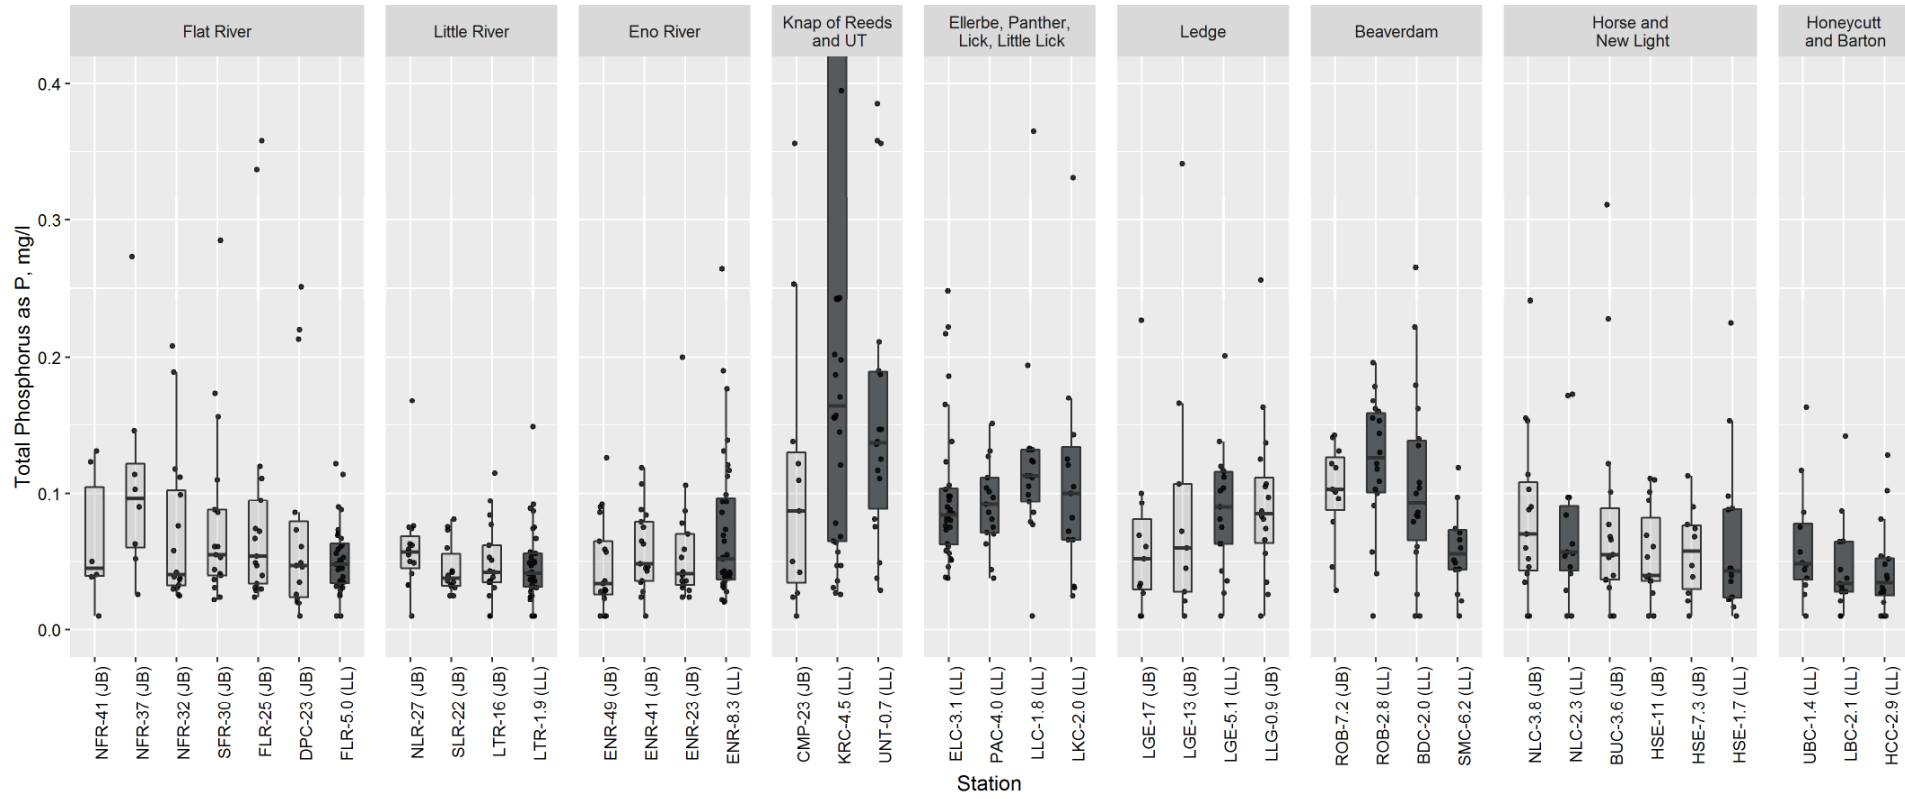 Flat River
Little River
Eno River
Knap of Reeds
and UT
Ellerbe, Panther,
Lick, Little Lick
Ledge
Beaverdam
Horse and
New Light
Honeycutt
and Barton
Total Phosphorus as P, mg/l
0.4
0.3
0.2
0.1
0.0
NFR-41 (JB)
NFR-37 (JB)
NFR-32 (JB)
SFR-30 (JB)
FLR-25 (JB)
DPC-23 (JB)
FLR-5.0 (LL)
NLR-27 (JB)
SLR-22 (JB)
LTR-16 (JB)
LTR-1.9 (LL)
ENR-49 (JB)
ENR-41 (JB)
ENR-23 (JB)
ENR-8.3 (LL)
CMP-23 (JB)
KRC-4.5 (LL)
UNT-0.7 (LL)
ELC-3.1 (LL)
PAC-4.0 (LL)
LLC-1.8 (LL)
LKC-2.0 (LL)
LGE-17 (JB)
LGE-13 (JB)
LGE-5.1 (LL)
LLG-0.9 (JB)
ROB-7.2 (JB)
ROB-2.8 (LL)
BDC-2.0 (LL)
SMC-6.2 (LL)
NLC-3.8 (JB)
NLC-2.3 (LL)
BUC-3.6 (JB)
HSE-11 (JB)
HSE-7.3 (JB)
HSE-1.7 (LL)
UBC-1.4 (LL)
LBC-2.1 (LL)
HCC-2.9 (LL)
Station